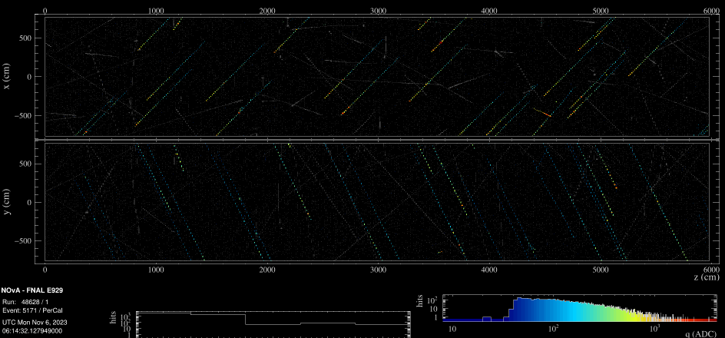 0 1000 2000 3000 4000 5000 6000
x (cm)
500
0
−500
y (cm)
500
0
−500
0 1000 2000 3000 4000 5000 6000
z (cm)
NOvA - FNAL E929
Run: 48628 / 1
Event: 5171 / PerCal
UTC Mon Nov 6, 2023
06:14:32.127949000
hits
hits
10²
10
1
10 10² 10³
q (ADC)